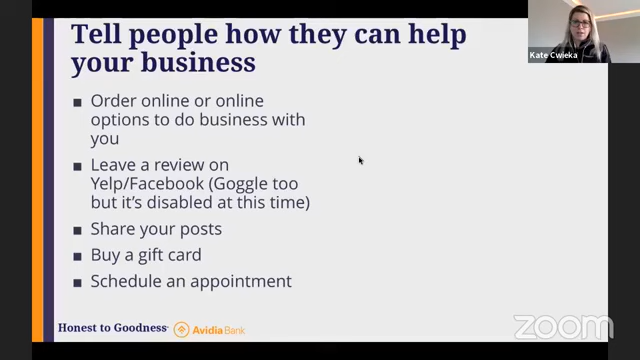 Tell people how they can help
your business
Kate Cwieka
■ Order online or online
options to do business with
you
■ Leave a review on
Yelp/Facebook (Goggle too
but it's disabled at this time)
■ Share your posts
■ Buy a gift card
■ Schedule an appointment
Honest to Goodness
Avidia Bank
zoom